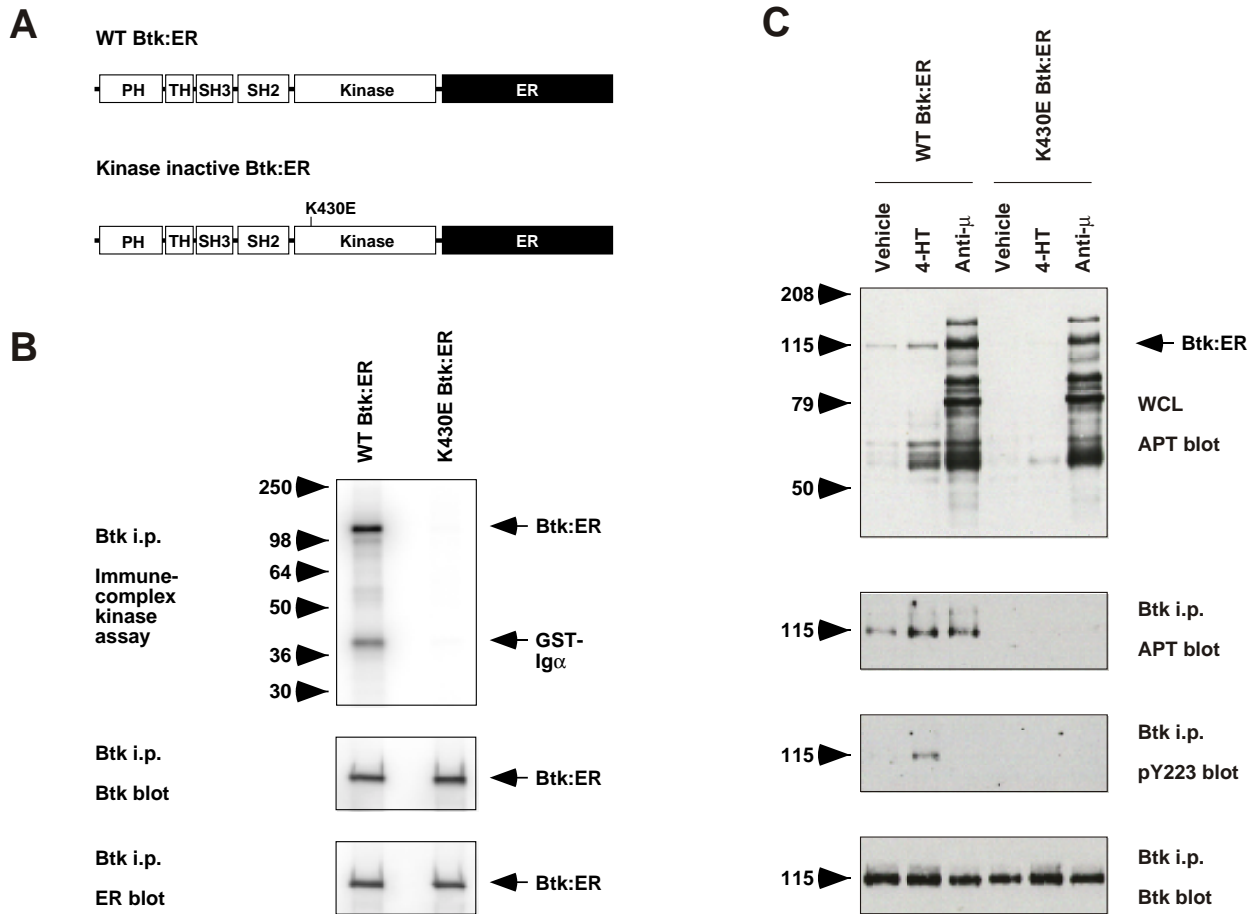 A
WT Btk:ER
PH TH SH3 SH2 Kinase ER
Kinase inactive Btk:ER
K430E
PH TH SH3 SH2 Kinase ER
B
WT Btk:ER
K430E Btk:ER
Btk i.p.
Immune-
complex
kinase
assay
250
98
64
50
36
30
Btk:ER
GST-
Igα
Btk i.p.
Btk blot
Btk:ER
Btk i.p.
ER blot
Btk:ER
C
WT Btk:ER
K430E Btk:ER
Vehicle
4-HT
Anti-μ
Vehicle
4-HT
Anti-μ
208
115
79
50
Btk:ER
WCL
APT blot
115
Btk i.p.
APT blot
115
Btk i.p.
pY223 blot
115
Btk i.p.
Btk blot